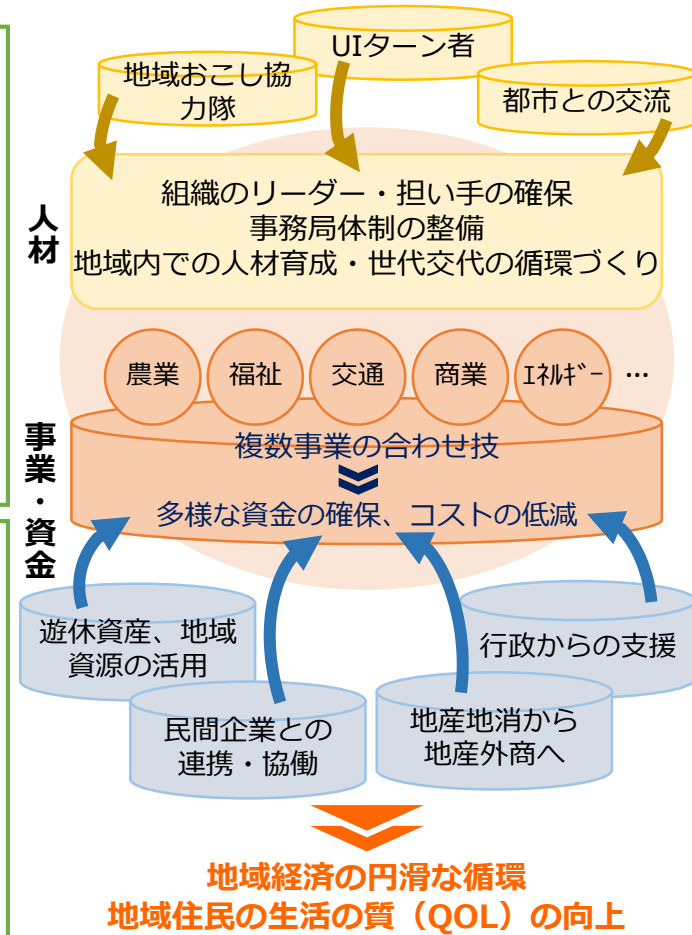 UIターン者
地域おこし協
力隊
都市との交流
人材
組織のリーダー・担い手の確保
事務局体制の整備
地域内での人材育成・世代交代の循環づくり
農業
福祉
交通
商業
ｴﾈﾙｷﾞｰ
…
事業・資金
複数事業の合わせ技
多様な資金の確保、コストの低減
遊休資産、地域
資源の活用
民間企業との
連携・協働
地産地消から
地産外商へ
行政からの支援
地域経済の円滑な循環
地域住民の生活の質（QOL）の向上